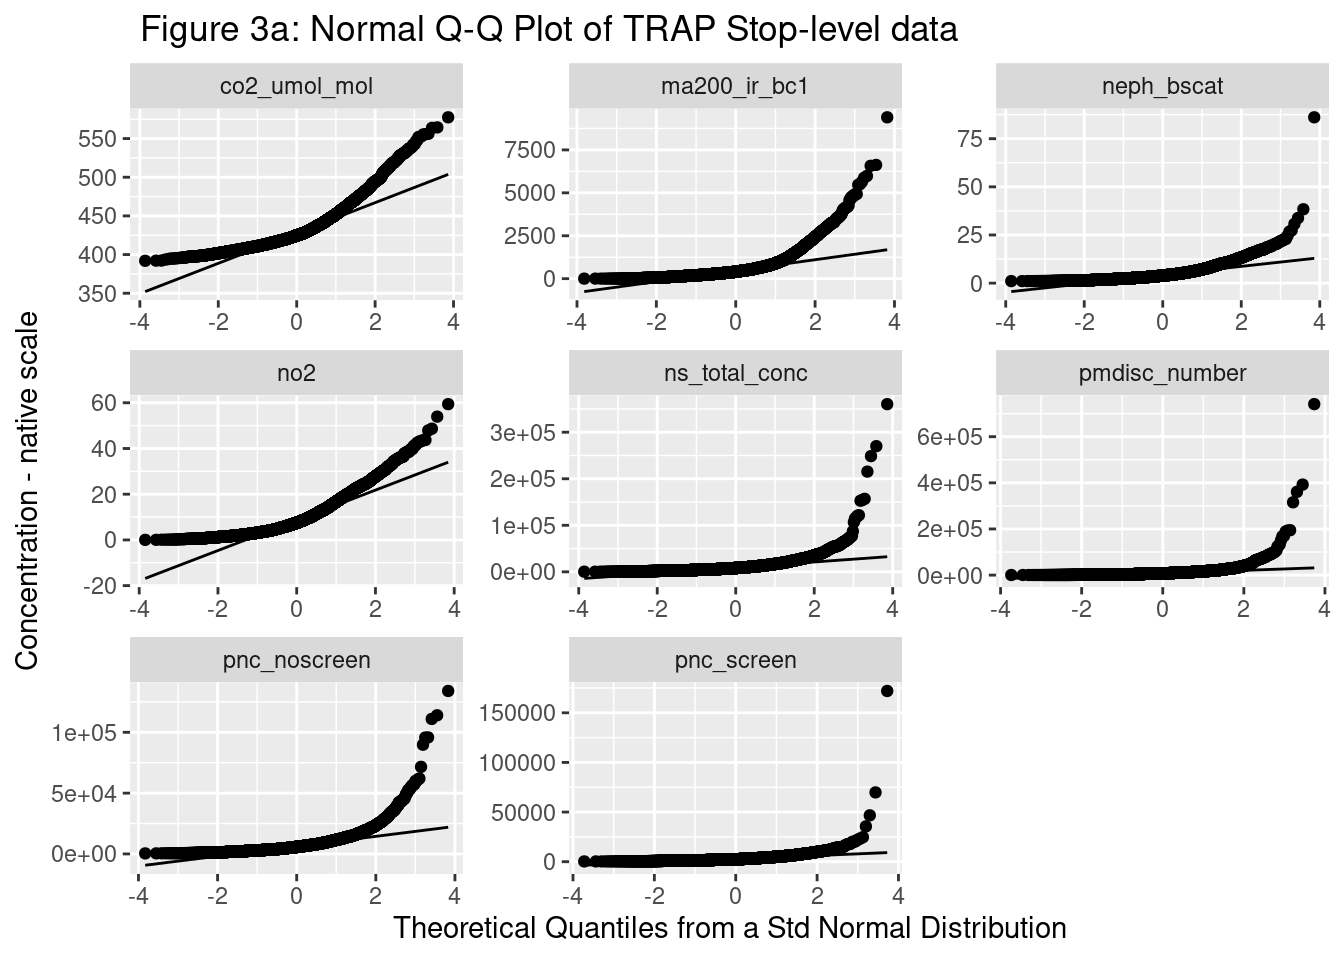 Figure 3a: Normal Q-Q Plot of TRAP Stop-level data
Concentration - native scale
co2_umol_mol
550
500
450
400
350
-4 -2 0 2 4
ma200_ir_bc1
7500
5000
2500
0
-4 -2 0 2 4
neph_bscat
75
50
25
0
-4 -2 0 2 4
no2
60
40
20
0
-20
-4 -2 0 2 4
ns_total_conc
3e+05
2e+05
1e+05
0e+00
-4 -2 0 2 4
pmdisc_number
6e+05
4e+05
2e+05
0e+00
-4 -2 0 2 4
pnc_noscreen
1e+05
5e+04
0e+00
-4 -2 0 2 4
pnc_screen
150000
100000
50000
0
-4 -2 0 2 4
Theoretical Quantiles from a Std Normal Distribution